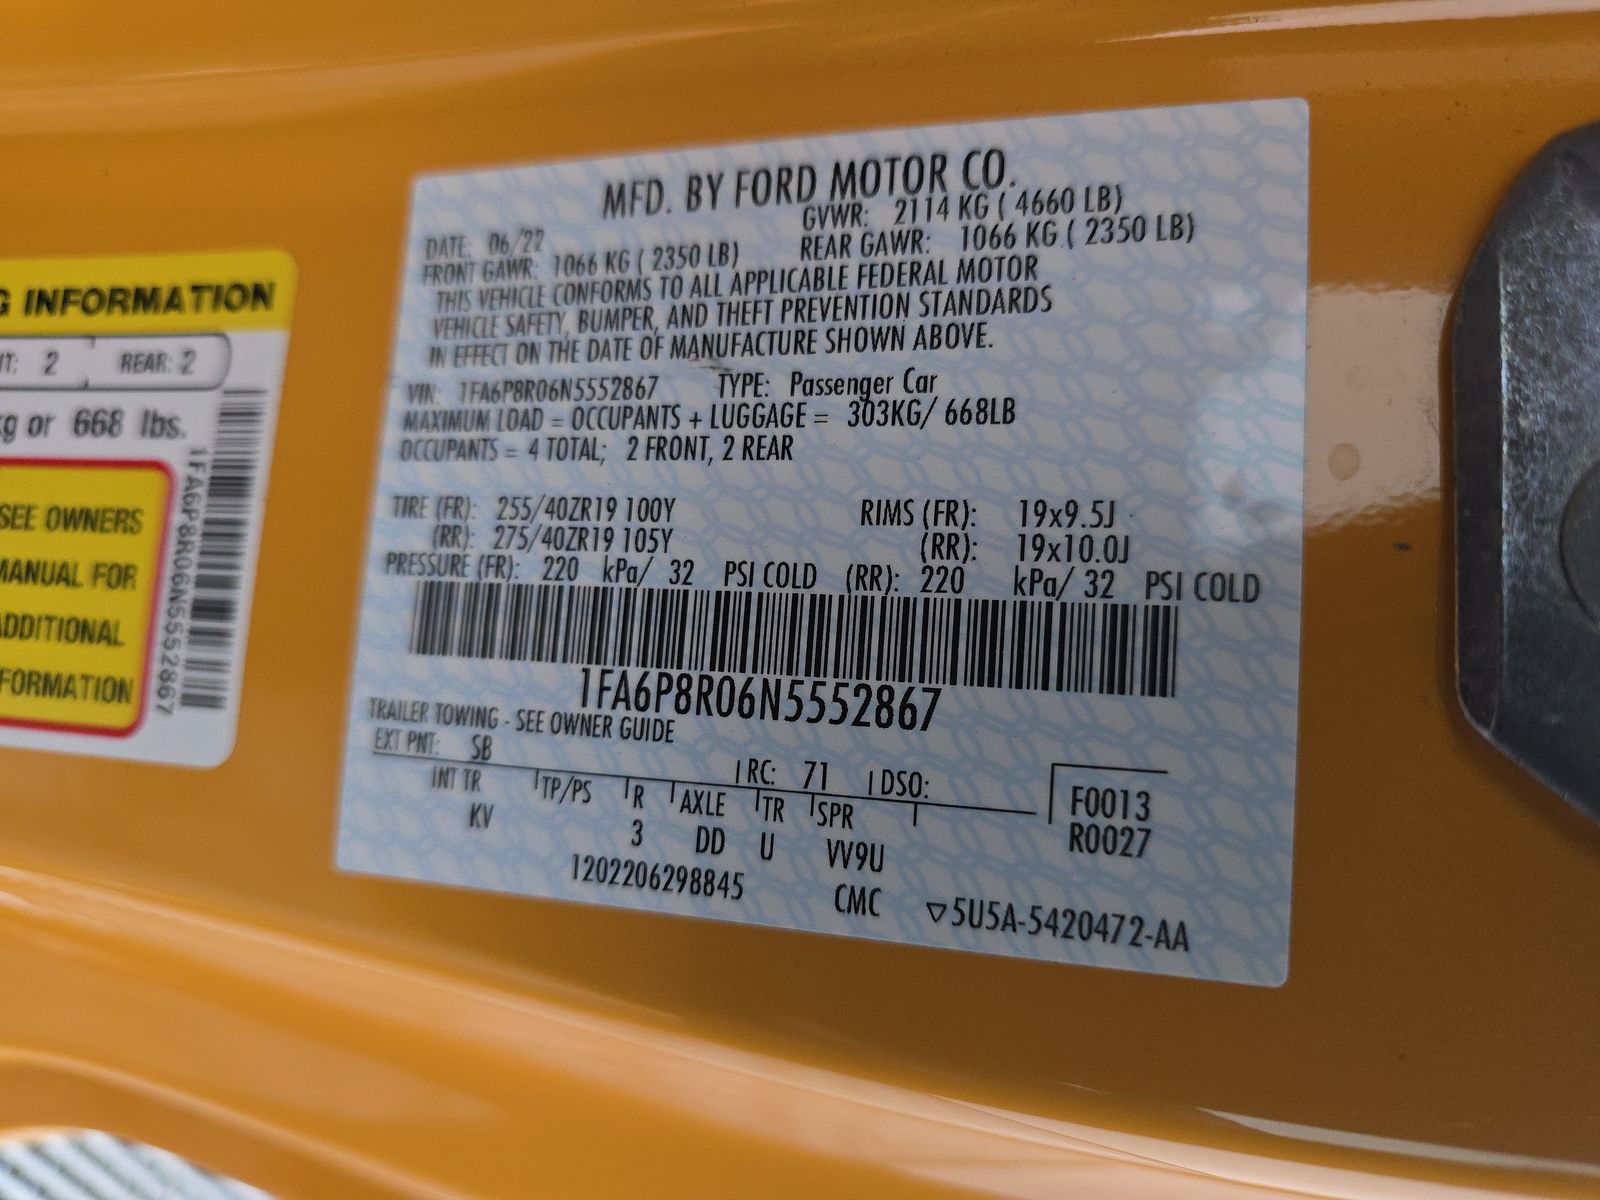 MFD. BY FORD MOTOR CO.
DATE: 06/22 GVWR: 2114 KG ( 4660 LB)
FRONT GAWR: 1066 KG ( 2350 LB) REAR GAWR: 1066 KG ( 2350 LB)
THIS VEHICLE CONFORMS TO ALL APPLICABLE FEDERAL MOTOR
VEHICLE SAFETY, BUMPER, AND THEFT PREVENTION STANDARDS
IN EFFECT ON THE DATE OF MANUFACTURE SHOWN ABOVE.
VIN: 1FA6P8R06N5552867 TYPE: Passenger Car
MAXIMUM LOAD = OCCUPANTS + LUGGAGE = 303KG/ 668LB
OCCUPANTS = 4 TOTAL; 2 FRONT, 2 REAR
TIRE (FR): 255/40ZR19 100Y RIMS (FR): 19x9.5J
(RR): 275/40ZR19 105Y (RR): 19x10.0J
PRESSURE (FR): 220 kPa/ 32 PSI COLD (RR): 220 kPa/ 32 PSI COLD
1FA6P8R06N5552867
TRAILER TOWING - SEE OWNER GUIDE
EXT PNT: SB RC: 71 DSO:
INT TR TP/PS R AXLE TR SPR F0013
KV 3 DD U VV9U R0027
1202206298845 CMC ▽5U5A-5420472-AA
G INFORMATION
NT: 2 REAR: 2
kg or 668 lbs.
SEE OWNERS
MANUAL FOR
ADDITIONAL
INFORMATION
1FA6P8R06N5552867